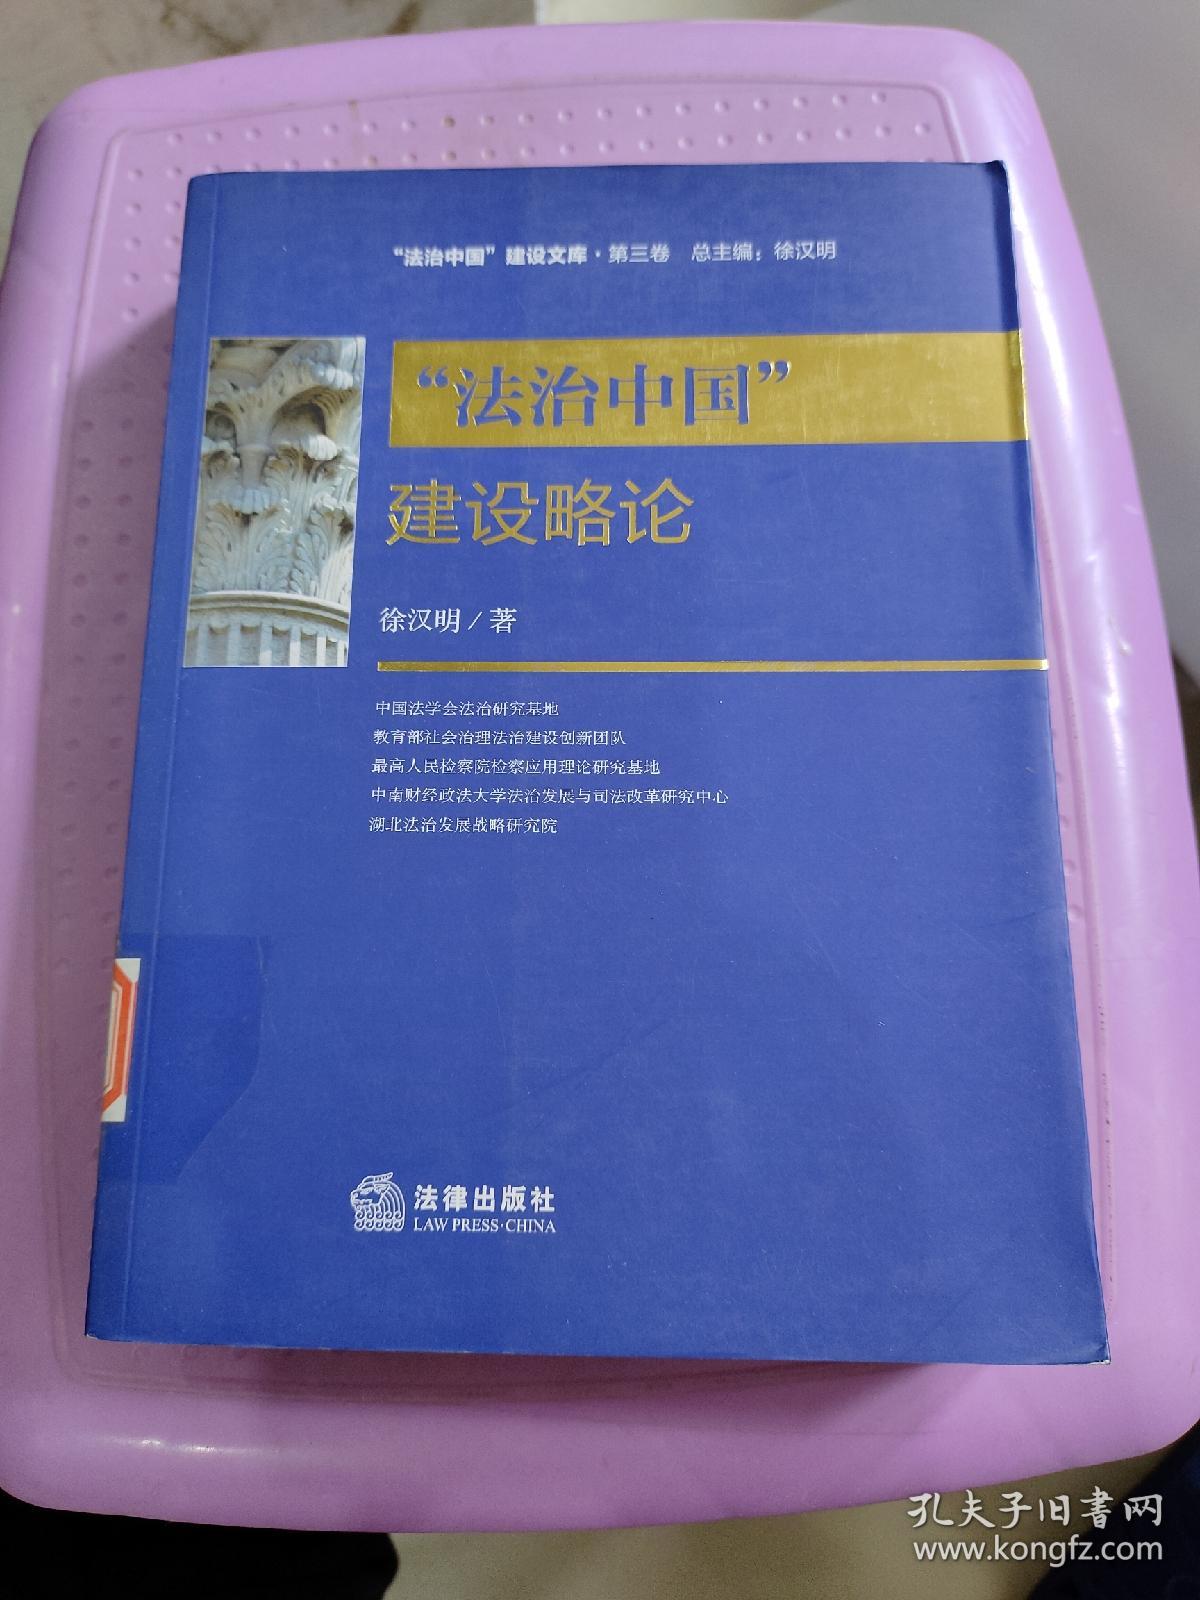 “法治中国”建设文库·第三卷 总主编：徐汉明
“法治中国”
建设略论
徐汉明/著
中国法学会法治研究基地
教育部社会治理法治建设创新团队
最高人民检察院检察应用理论研究基地
中南财经政法大学法治发展与司法改革研究中心
湖北法治发展战略研究院
法律出版社
LAW PRESS·CHINA
孔夫子旧书网
www.kongfz.com